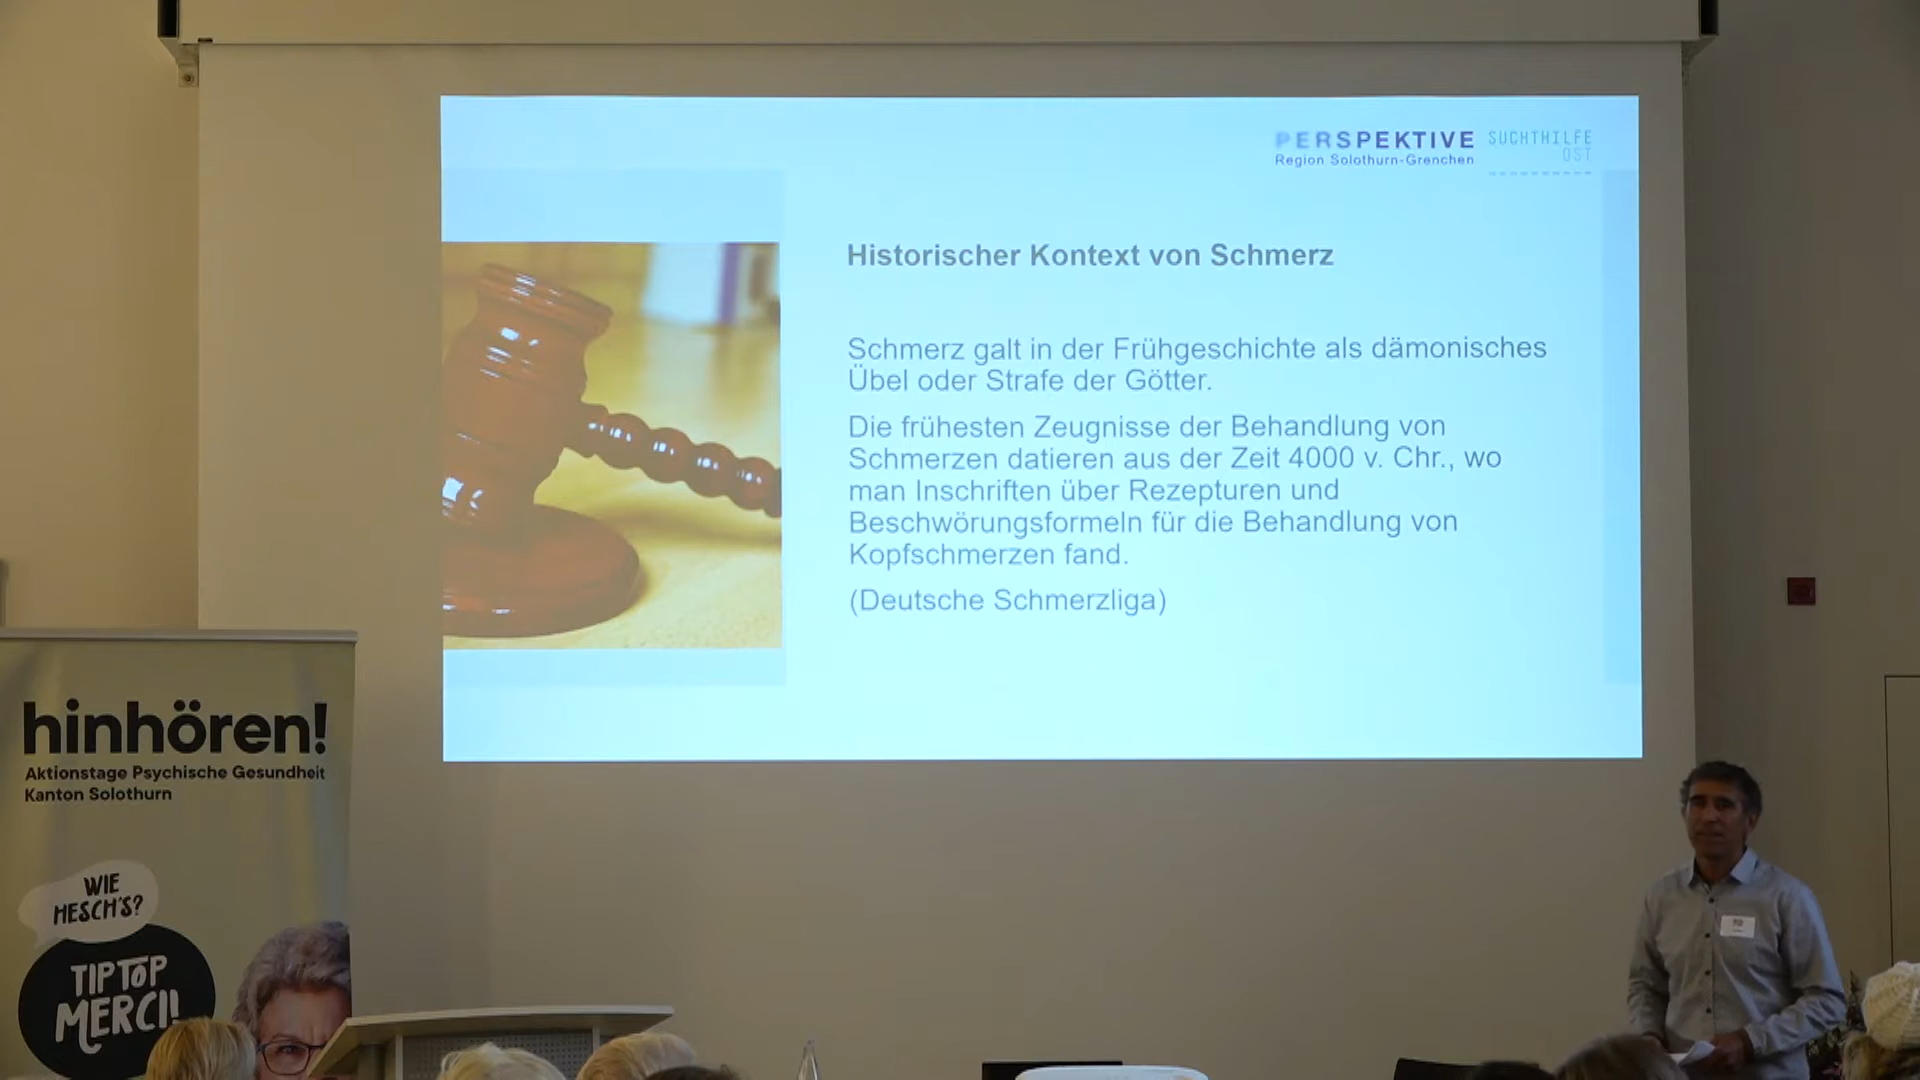 PERSPEKTIVE
Region Solothurn-Grenchen
SUCHTHILFE
OST
Historischer Kontext von Schmerz
Schmerz galt in der Frühgeschichte als dämonisches
Übel oder Strafe der Götter.
Die frühesten Zeugnisse der Behandlung von
Schmerzen datieren aus der Zeit 4000 v. Chr., wo
man Inschriften über Rezepturen und
Beschwörungsformeln für die Behandlung von
Kopfschmerzen fand.
(Deutsche Schmerzliga)
hinhören!
Aktionstage Psychische Gesundheit
Kanton Solothurn
WIE
HESCH'S?
TIPTOP
MERCI!